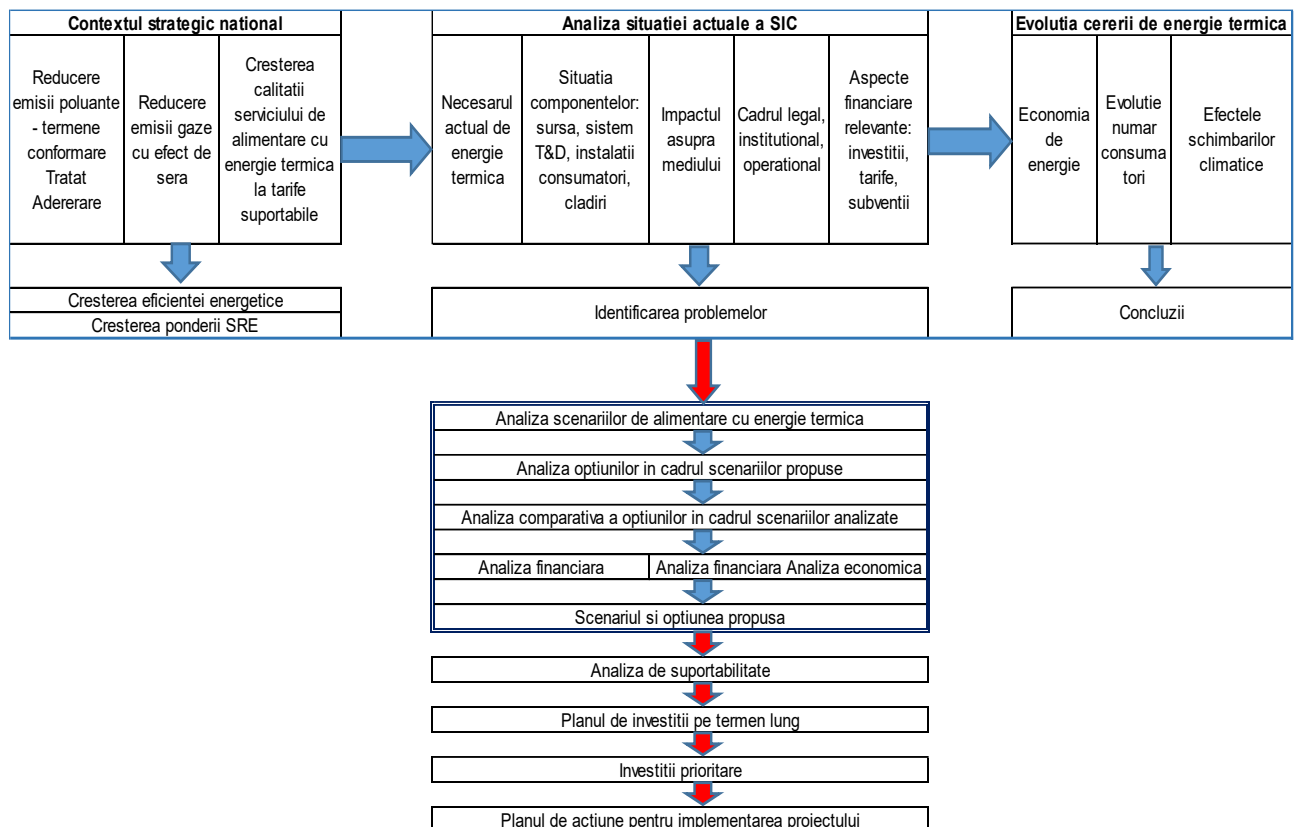 Contextul strategic national
Reducere
emisii poluante
- termene
conformare
Tratat
Adererare
Reducere
emisii gaze
cu efect de
sera
Cresterea
calitatii
serviciului de
alimentare cu
energie termica
la tarife
suportabile
Cresterea eficientei energetice
Cresterea ponderii SRE
Analiza situatiei actuale a SIC
Necesarul
actual de
energie
termica
Situatia
componentelor:
sursa, sistem
T&D, instalatii
consumatori,
cladiri
Impactul
asupra
mediului
Cadrul legal,
institutional,
operational
Aspecte
financiare
relevante:
investitii,
tarife,
subventii
Identificarea problemelor
Evolutia cererii de energie termica
Economia
de
energie
Evolutie
numar
consuma
tori
Efectele
schimbarilor
climatice
Concluzii
Analiza scenariilor de alimentare cu energie termica
Analiza optiunilor in cadrul scenariilor propuse
Analiza comparativa a optiunilor in cadrul scenariilor analizate
Analiza financiara
Analiza financiara Analiza economica
Scenariul si optiunea propusa
Analiza de suportabilitate
Planul de investitii pe termen lung
Investitii prioritare
Planul de actiune pentru implementarea proiectului